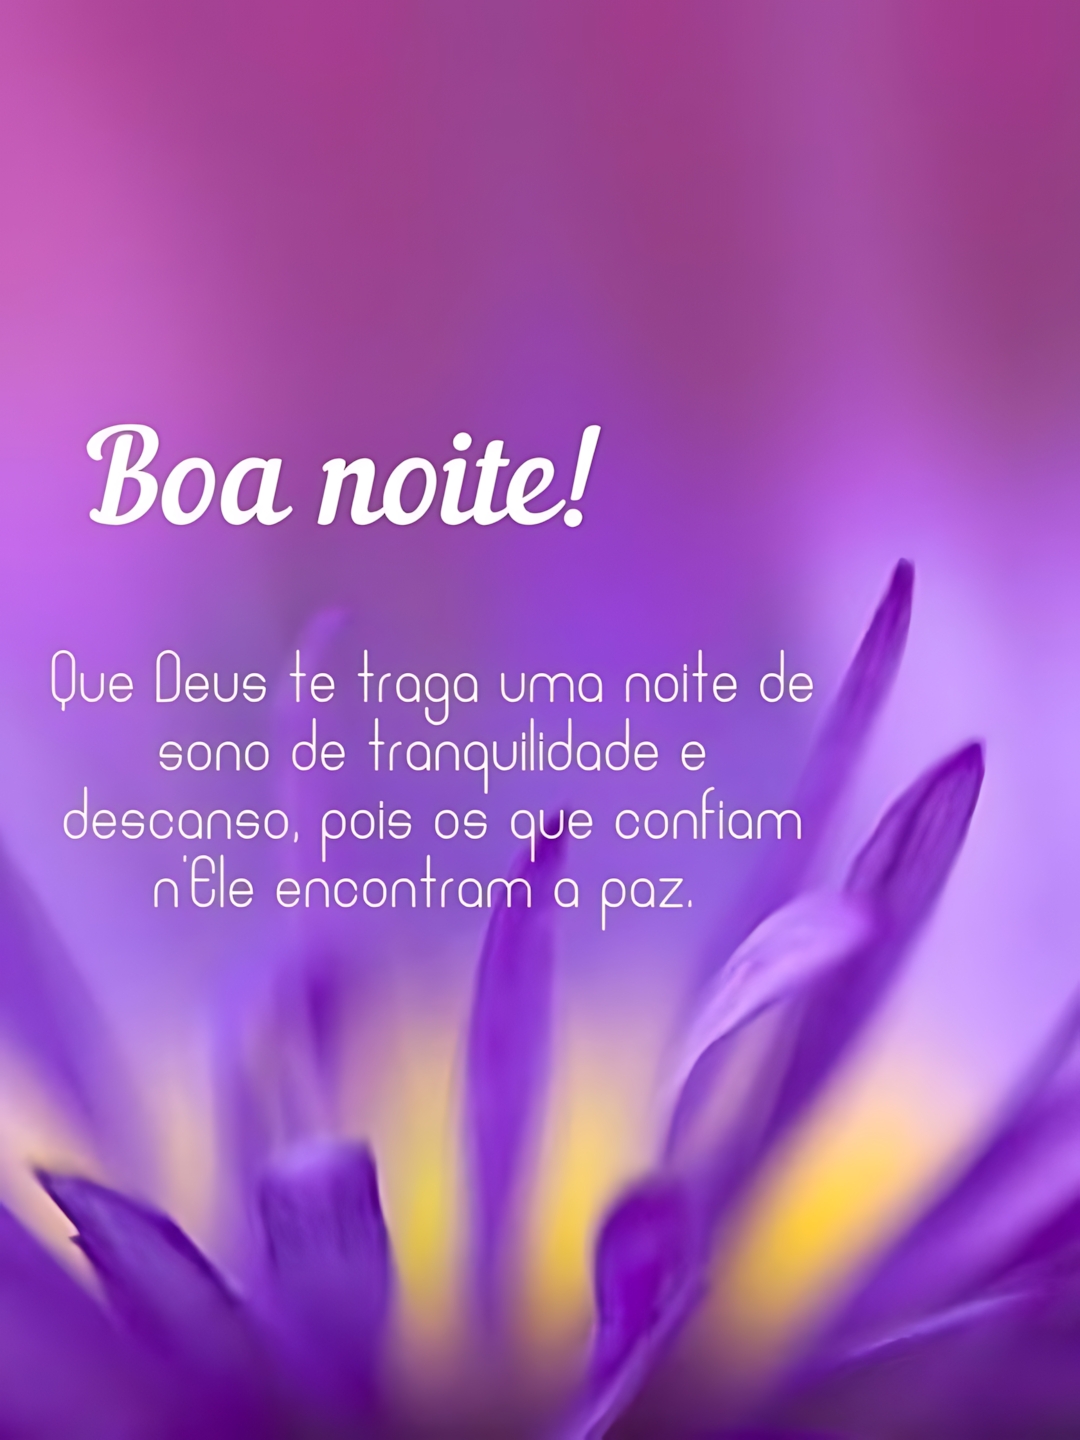 Boa noite!
Que Deus te traga uma noite de
sono de tranquilidade e
descanso, pois os que confiam
n'Ele encontram a paz.